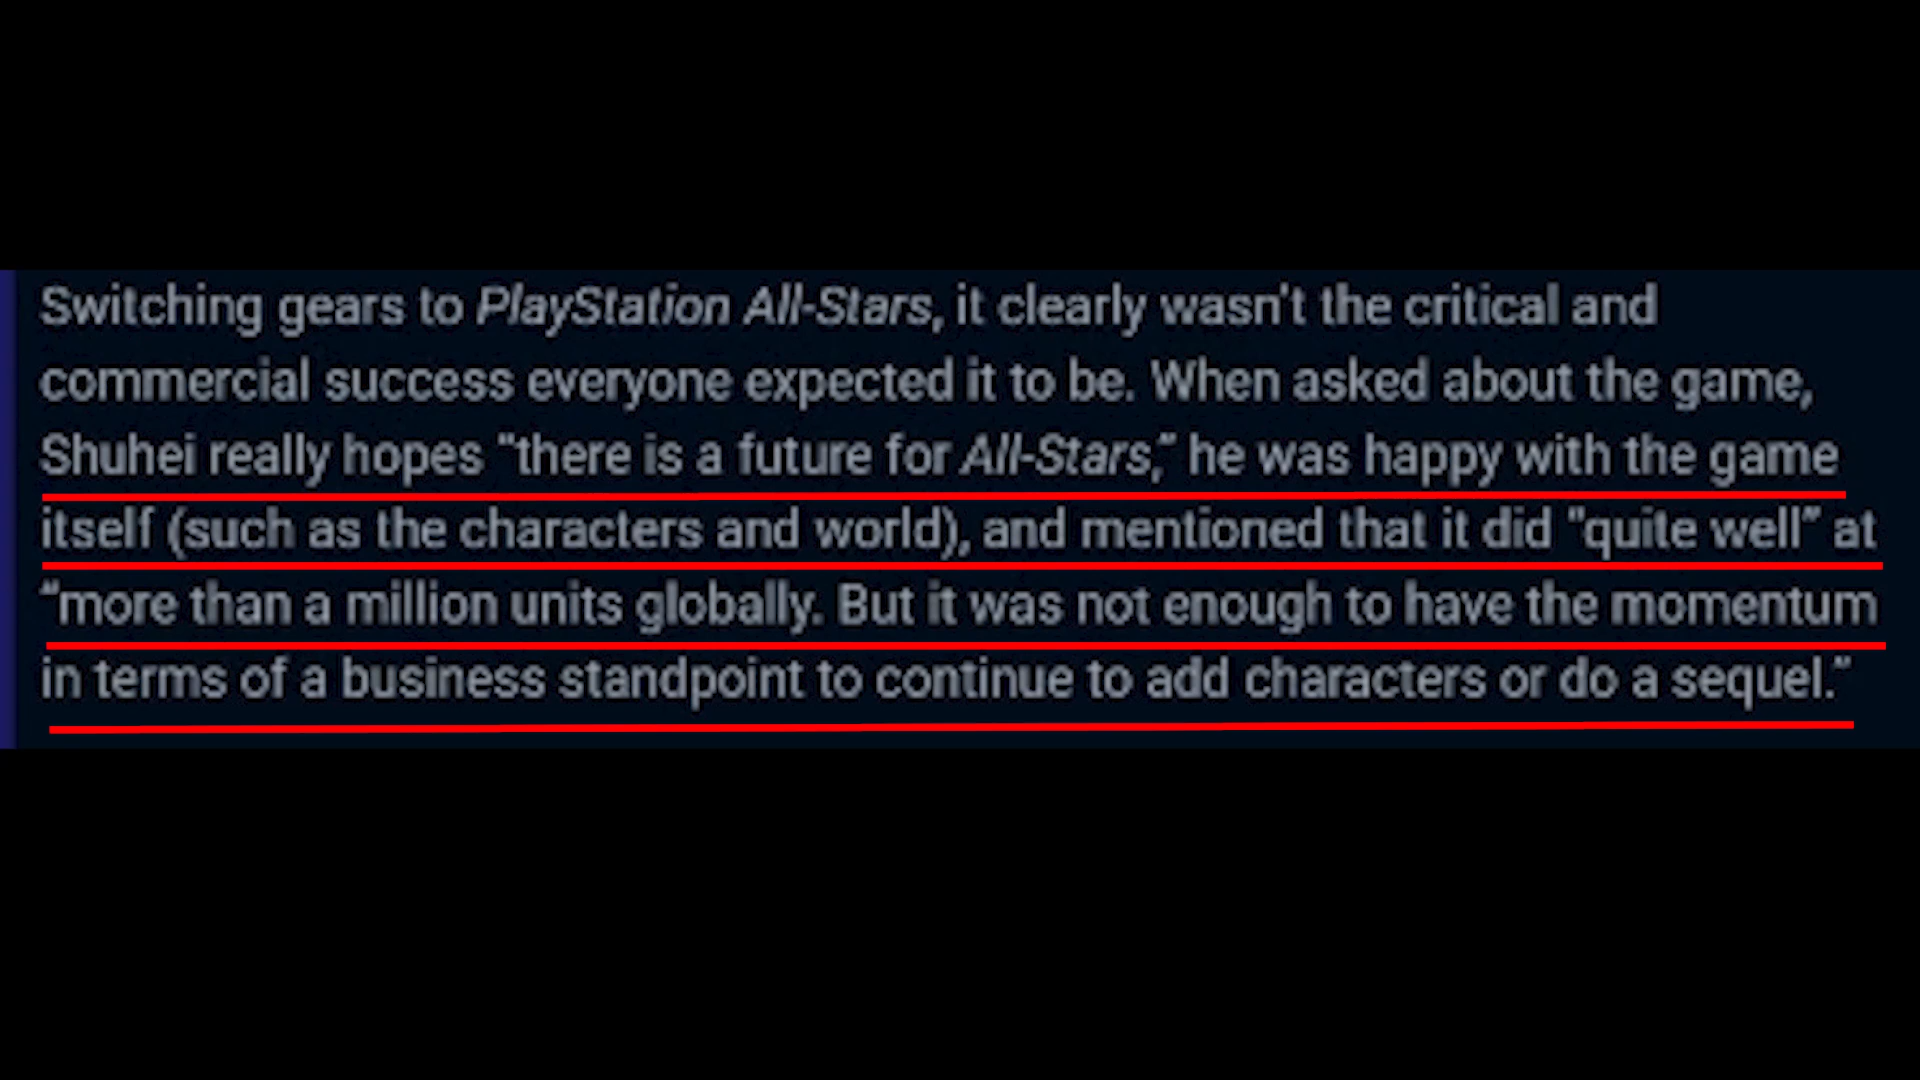 Switching gears to PlayStation All-Stars, it clearly wasn't the critical and
commercial success everyone expected it to be. When asked about the game,
Shuhei really hopes “there is a future for All-Stars,” he was happy with the game
itself (such as the characters and world), and mentioned that it did "quite well” at
“more than a million units globally. But it was not enough to have the momentum
in terms of a business standpoint to continue to add characters or do a sequel.”